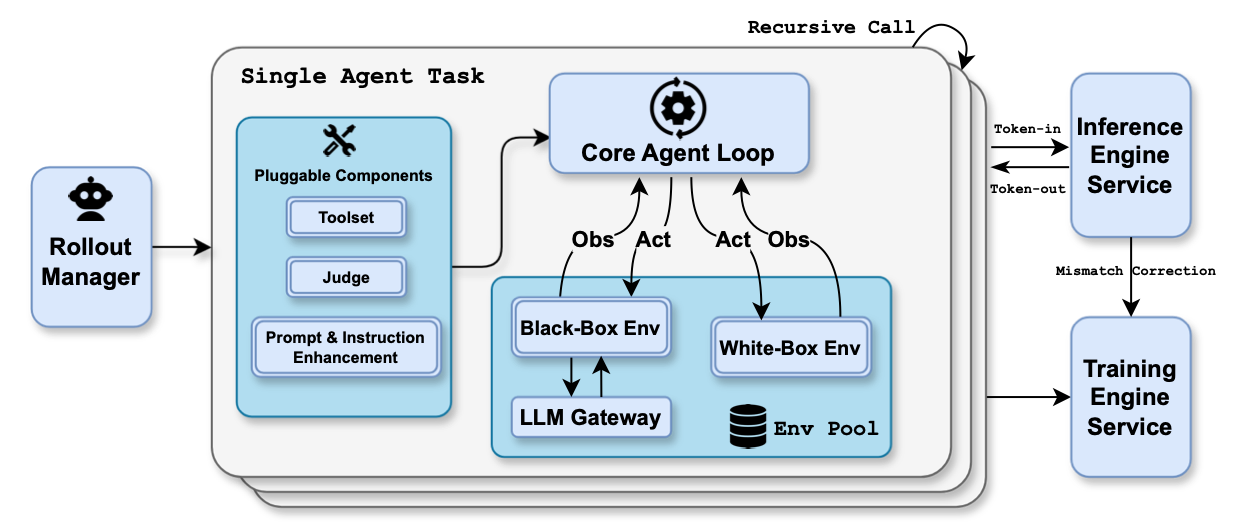 Recursive Call
Single Agent Task
Pluggable Components
Toolset
Judge
Prompt & Instruction
Enhancement
Core Agent Loop
Obs
Act
Act
Obs
Black-Box Env
White-Box Env
LLM Gateway
Env Pool
Rollout
Manager
Token-in
Token-out
Inference
Engine
Service
Mismatch Correction
Training
Engine
Service